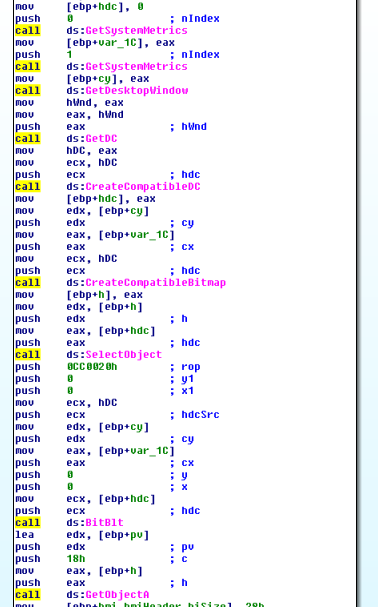 mov [ebp+hdc], 0
push 0 ; nIndex
call ds:GetSystemMetrics
mov [ebp+var_1C], eax
push 1 ; nIndex
call ds:GetSystemMetrics
mov [ebp+cy], eax
call ds:GetDesktopWindow
mov hWnd, eax
mov eax, hWnd
push eax ; hWnd
call ds:GetDC
mov hDC, eax
mov ecx, hDC
push ecx ; hdc
call ds:CreateCompatibleDC
mov [ebp+hdc], eax
mov edx, [ebp+cy]
push edx ; cy
mov eax, [ebp+var_1C]
push eax ; cx
mov ecx, hDC
push ecx ; hdc
call ds:CreateCompatibleBitmap
mov [ebp+h], eax
mov edx, [ebp+h]
push edx ; h
mov eax, [ebp+hdc]
push eax ; hdc
call ds:SelectObject
push 0CC0020h ; rop
push 0 ; y1
push 0 ; x1
mov ecx, hDC
push ecx ; hdcSrc
mov edx, [ebp+cy]
push edx ; cy
mov eax, [ebp+var_1C]
push eax ; cx
push 0 ; y
push 0 ; x
mov ecx, [ebp+hdc]
push ecx ; hdc
call ds:BitBlt
lea edx, [ebp+pv]
push edx ; pv
push 18h ; c
mov eax, [ebp+h]
push eax ; h
call ds:GetObjectA
mov [ebp+bmi.bmiHeader.biSize], 28h